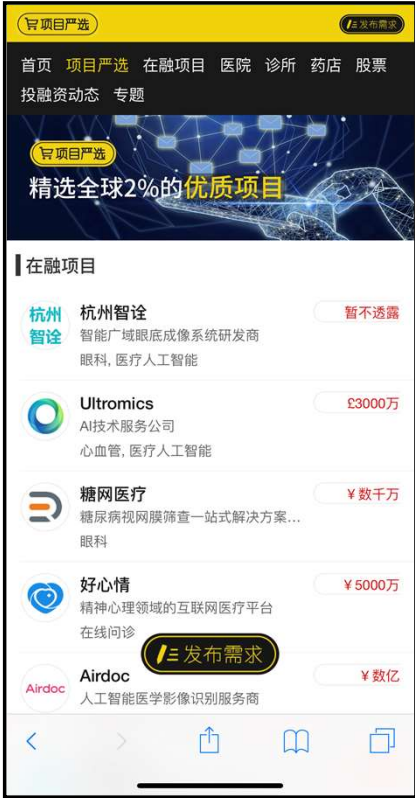 项目严选
发布需求
首页 项目严选 在融项目 医院 诊所 药店 股票
投融资动态 专题
项目严选
精选全球2%的优质项目
在融项目
杭州智诠
杭州智诠
暂不透露
智能广域眼底成像系统研发商
眼科, 医疗人工智能
Ultromics
£3000万
AI技术服务公司
心血管, 医疗人工智能
糖网医疗
¥数千万
糖尿病视网膜筛查一站式解决方案...
眼科
好心情
¥5000万
精神心理领域的互联网医疗平台
在线问诊
发布需求
Airdoc
Airdoc
¥数亿
人工智能医学影像识别服务商